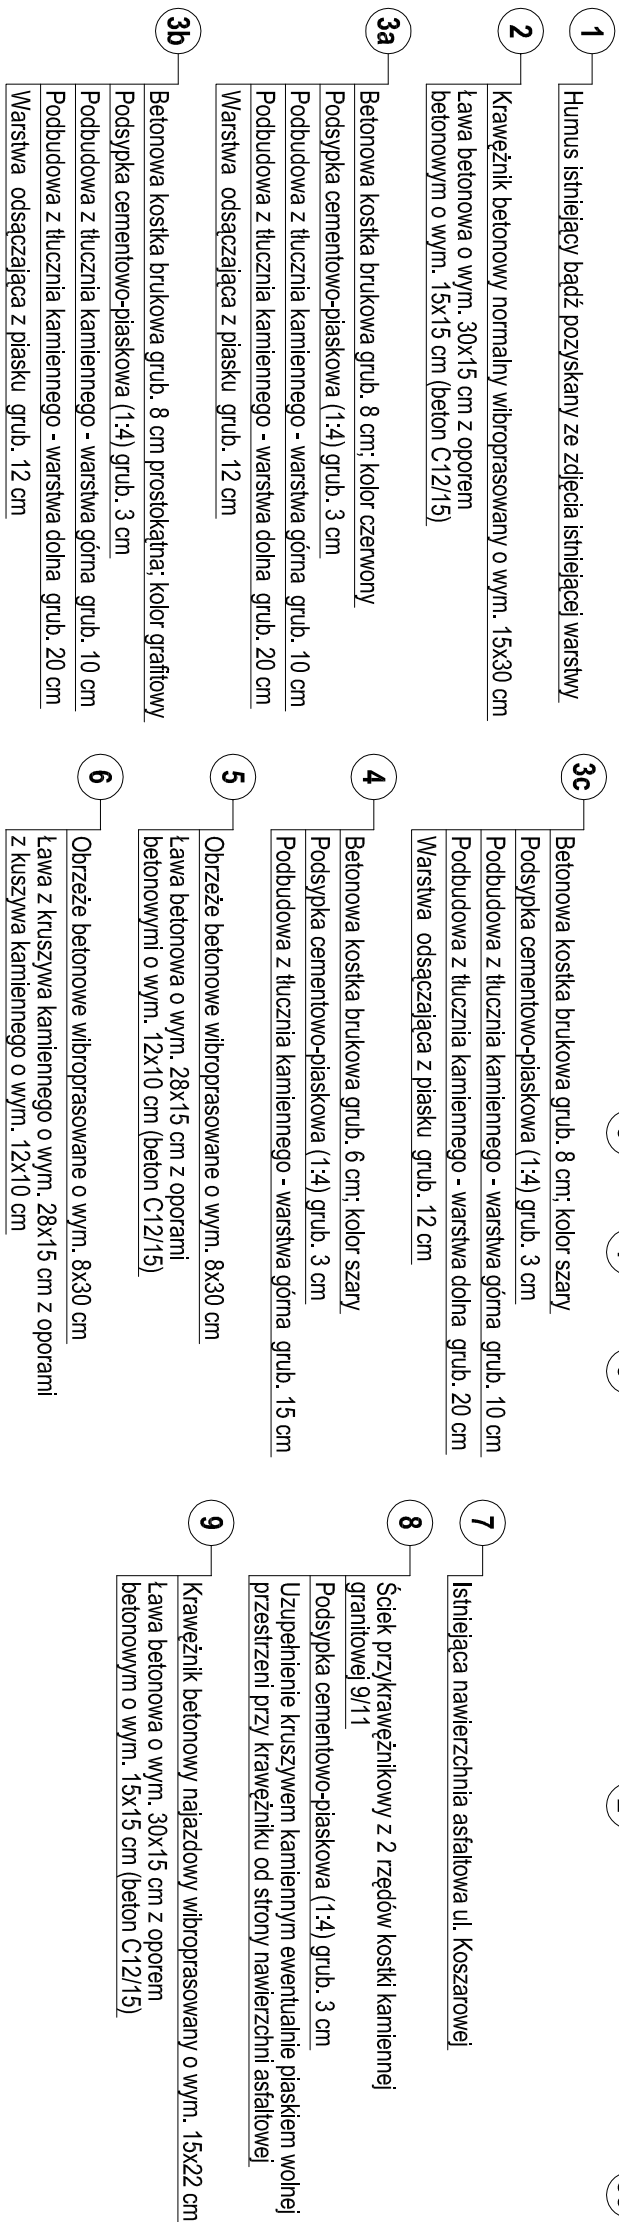 1
Humus istniejący bądź pozyskany ze zdjęcia istniejącej warstwy
2
Krawężnik betonowy normalny wibroprasowany o wym. 15x30 cm
Ława betonowa o wym. 30x15 cm z oporem
betonowym o wym. 15x15 cm (beton C12/15)
3a
Betonowa kostka brukowa grub. 8 cm; kolor czerwony
Podsypka cementowo-piaskowa (1:4) grub. 3 cm
Podbudowa z tłucznia kamiennego - warstwa górna grub. 10 cm
Podbudowa z tłucznia kamiennego - warstwa dolna grub. 20 cm
Warstwa odsączająca z piasku grub. 12 cm
3b
Betonowa kostka brukowa grub. 8 cm prostokątna; kolor grafitowy
Podsypka cementowo-piaskowa (1:4) grub. 3 cm
Podbudowa z tłucznia kamiennego - warstwa górna grub. 10 cm
Podbudowa z tłucznia kamiennego - warstwa dolna grub. 20 cm
Warstwa odsączająca z piasku grub. 12 cm
3c
Betonowa kostka brukowa grub. 8 cm; kolor szary
Podsypka cementowo-piaskowa (1:4) grub. 3 cm
Podbudowa z tłucznia kamiennego - warstwa górna grub. 10 cm
Podbudowa z tłucznia kamiennego - warstwa dolna grub. 20 cm
Warstwa odsączająca z piasku grub. 12 cm
4
Betonowa kostka brukowa grub. 6 cm; kolor szary
Podsypka cementowo-piaskowa (1:4) grub. 3 cm
Podbudowa z tłucznia kamiennego - warstwa górna grub. 15 cm
5
Obrzeże betonowe wibroprasowane o wym. 8x30 cm
Ława betonowa o wym. 28x15 cm z oporami
betonowymi o wym. 12x10 cm (beton C12/15)
6
Obrzeże betonowe wibroprasowane o wym. 8x30 cm
Ława z kruszywa kamiennego o wym. 28x15 cm z oporami
z kuszywa kamiennego o wym. 12x10 cm
7
Istniejąca nawierzchnia asfaltowa ul. Koszarowej
8
Ściek przykrawężnikowy z 2 rzędów kostki kamiennej
granitowej 9/11
Podsypka cementowo-piaskowa (1:4) grub. 3 cm
Uzupełnienie kruszywem kamiennym ewentualnie piaskiem wolnej
przestrzeni przy krawężniku od strony nawierzchni asfaltowej
9
Krawężnik betonowy najazdowy wibroprasowany o wym. 15x22 cm
Ława betonowa o wym. 30x15 cm z oporem
betonowym o wym. 15x15 cm (beton C12/15)